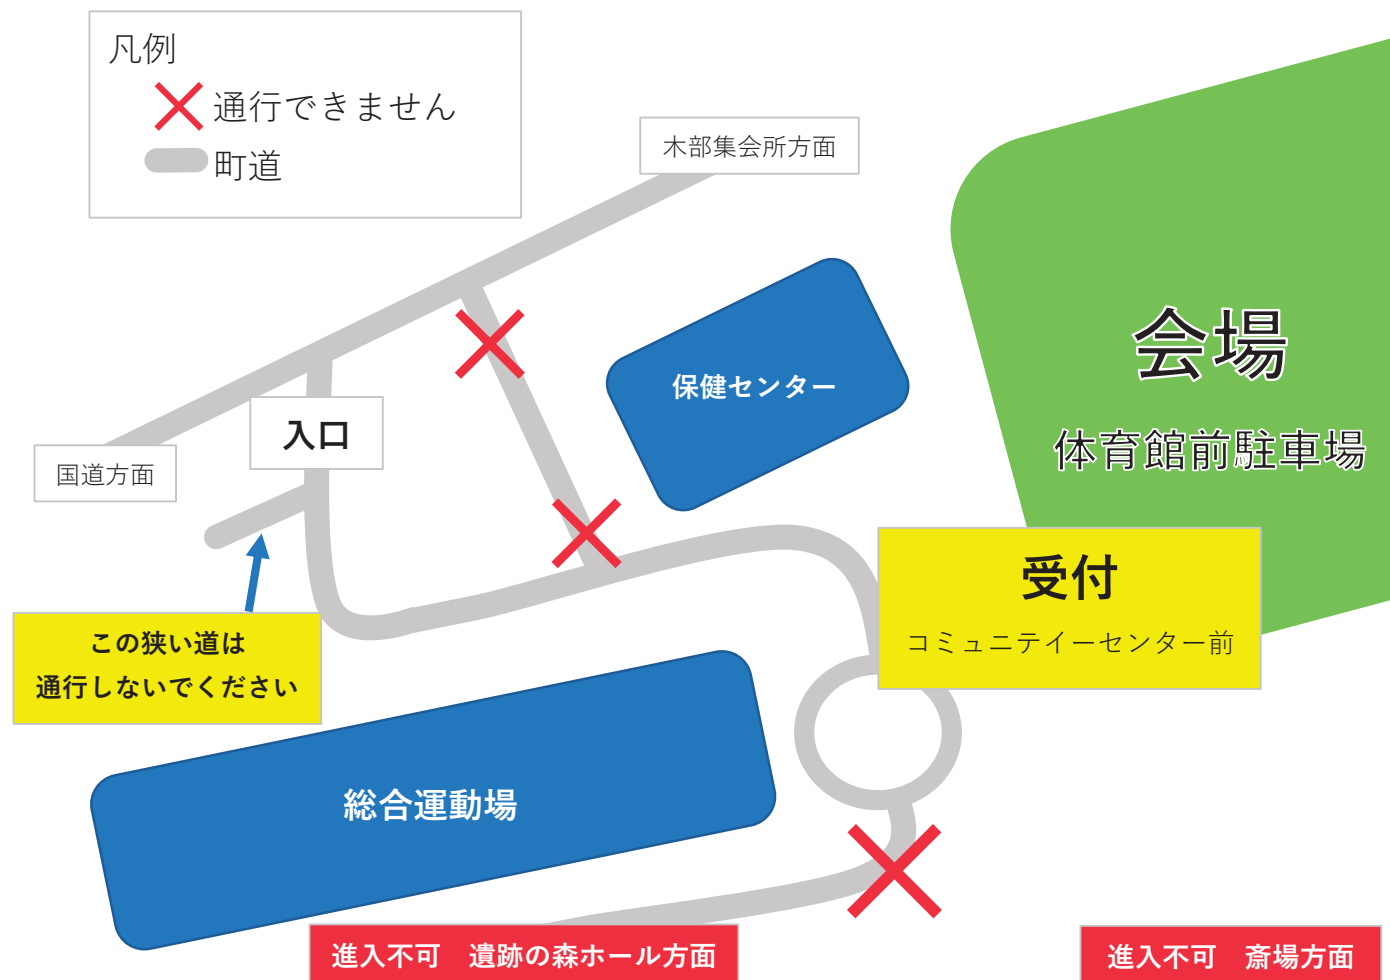 凡例
通行できません
町道
木部集会所方面
保健センター
会場
体育館前駐車場
入口
国道方面
受付
コミュニテイーセンター前
この狭い道は
通行しないでください
総合運動場
進入不可　遺跡の森ホール方面
進入不可　斎場方面